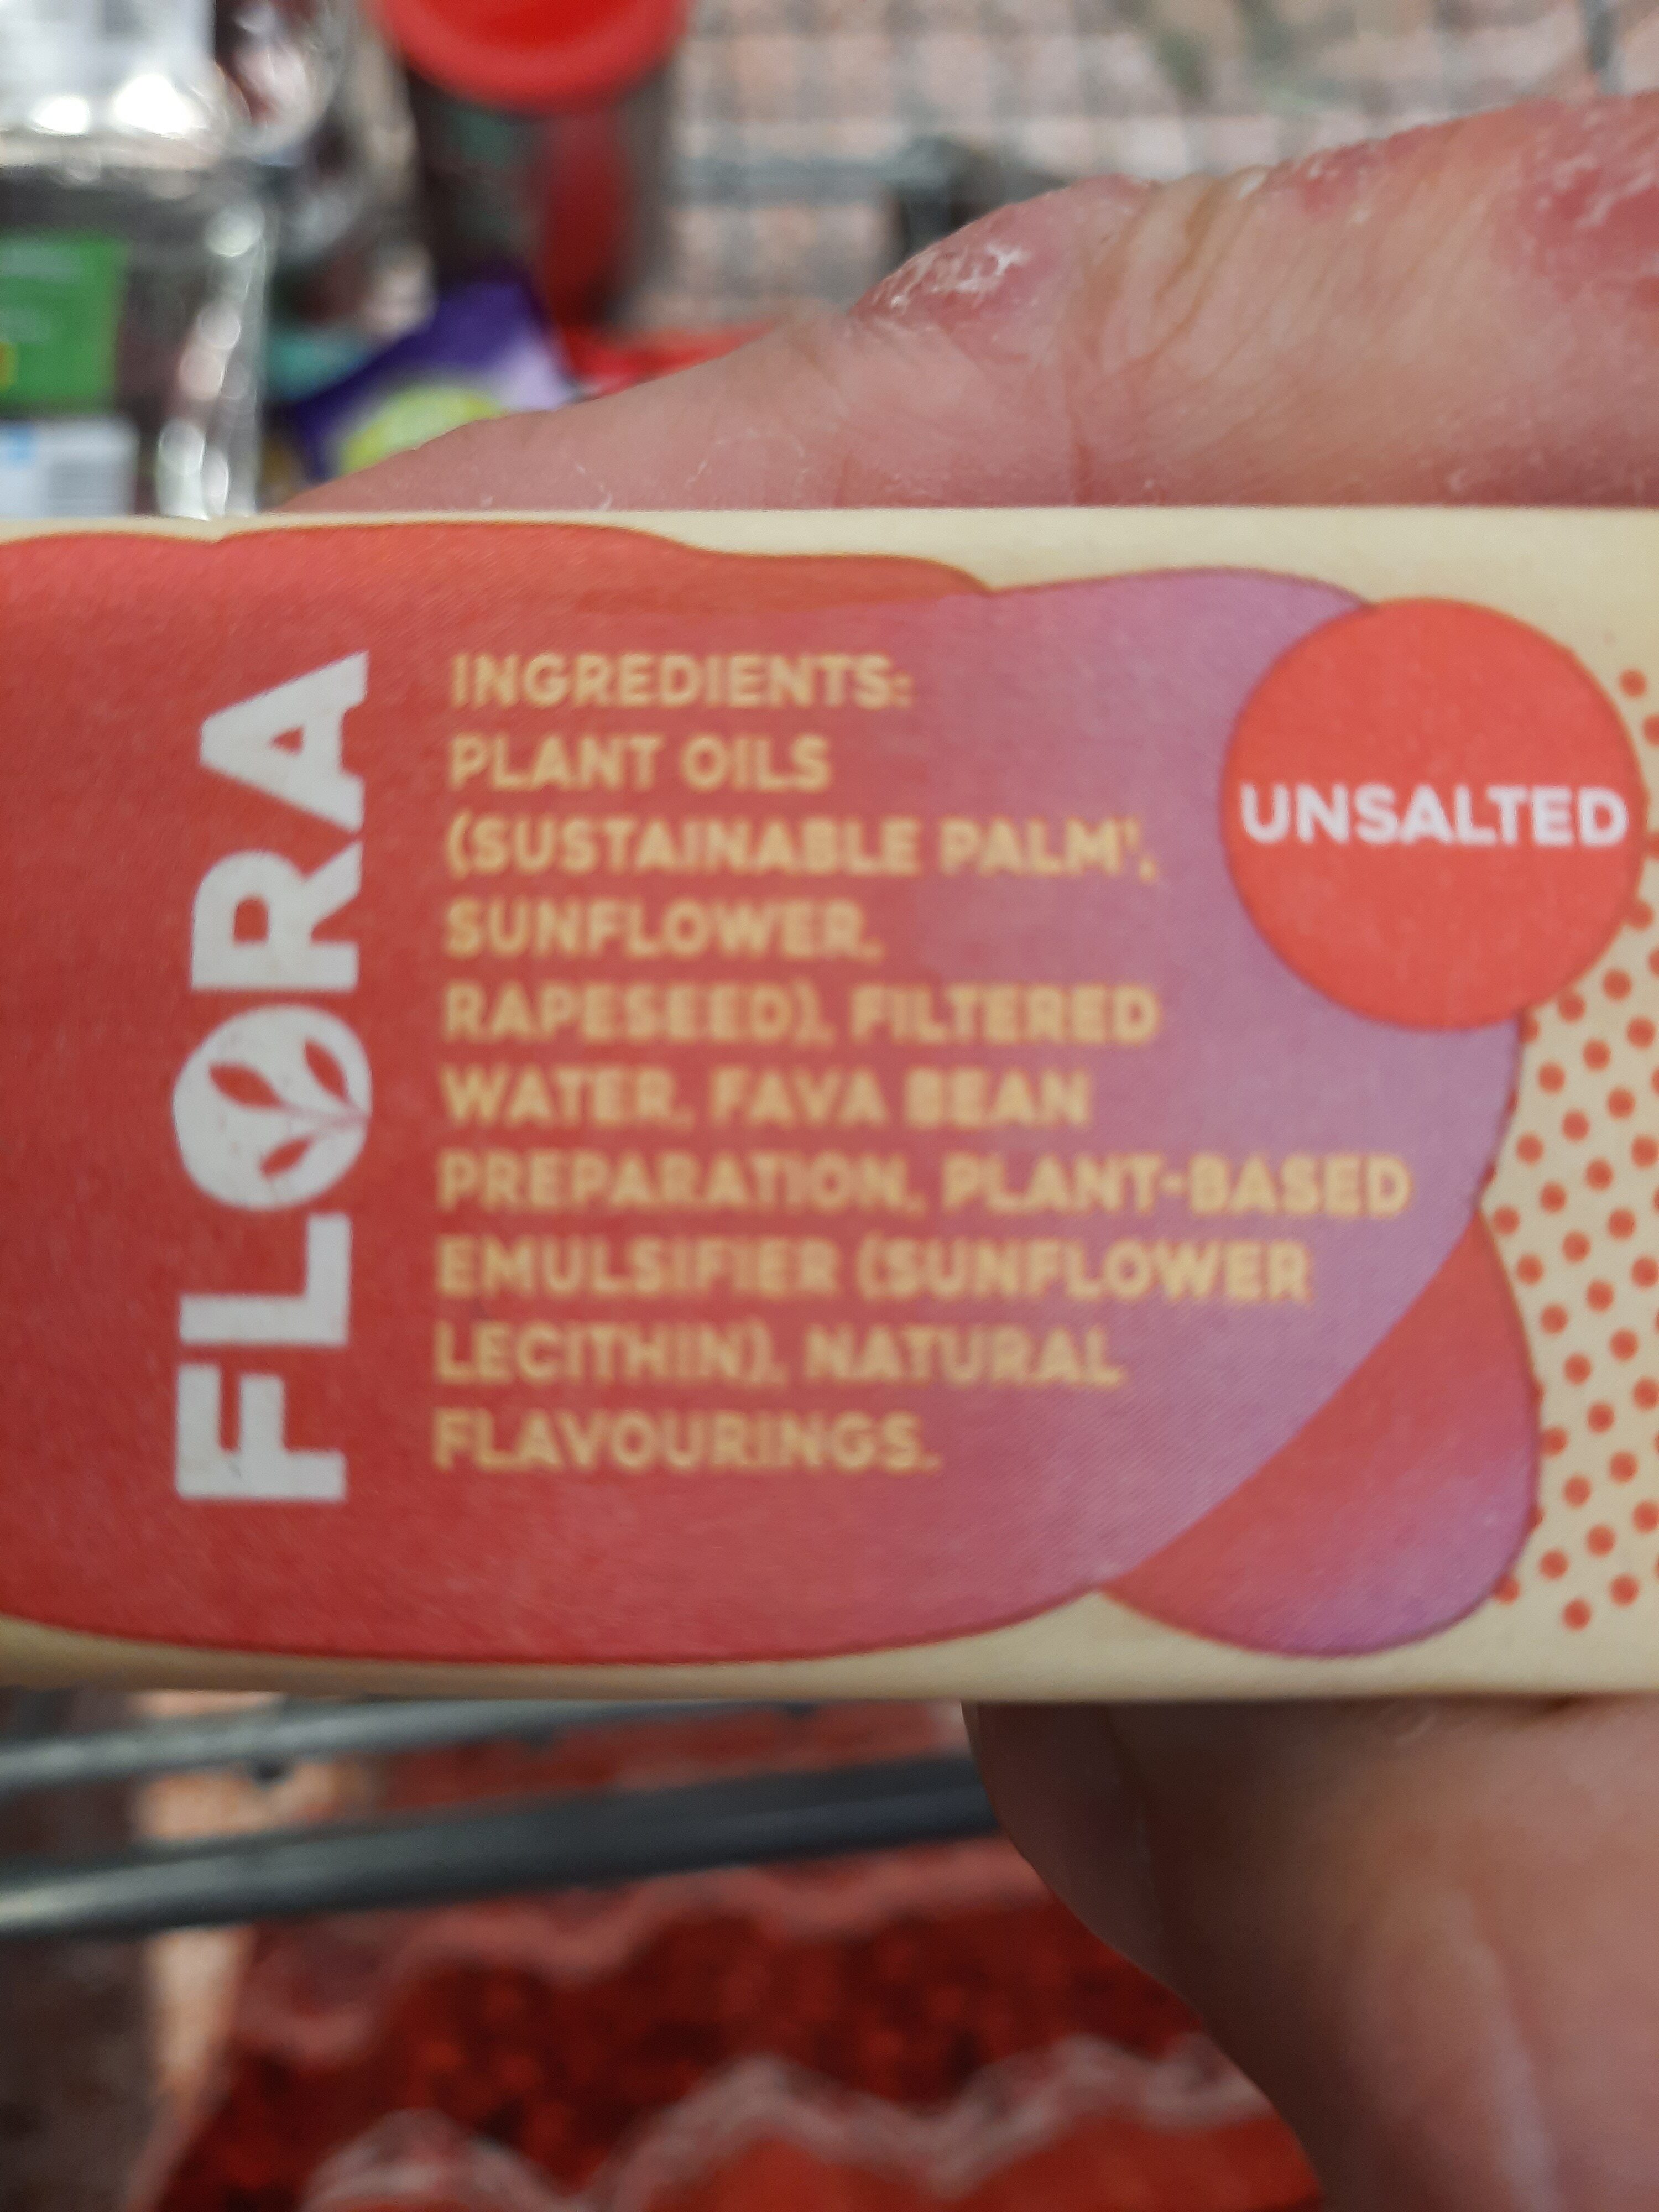 FLORA
INGREDIENTS:
PLANT OILS
(SUSTAINABLE PALM¹,
SUNFLOWER,
RAPESEED), FILTERED
WATER, FAVA BEAN
PREPARATION, PLANT-BASED
EMULSIFIER (SUNFLOWER
LECITHIN), NATURAL
FLAVOURINGS.
UNSALTED